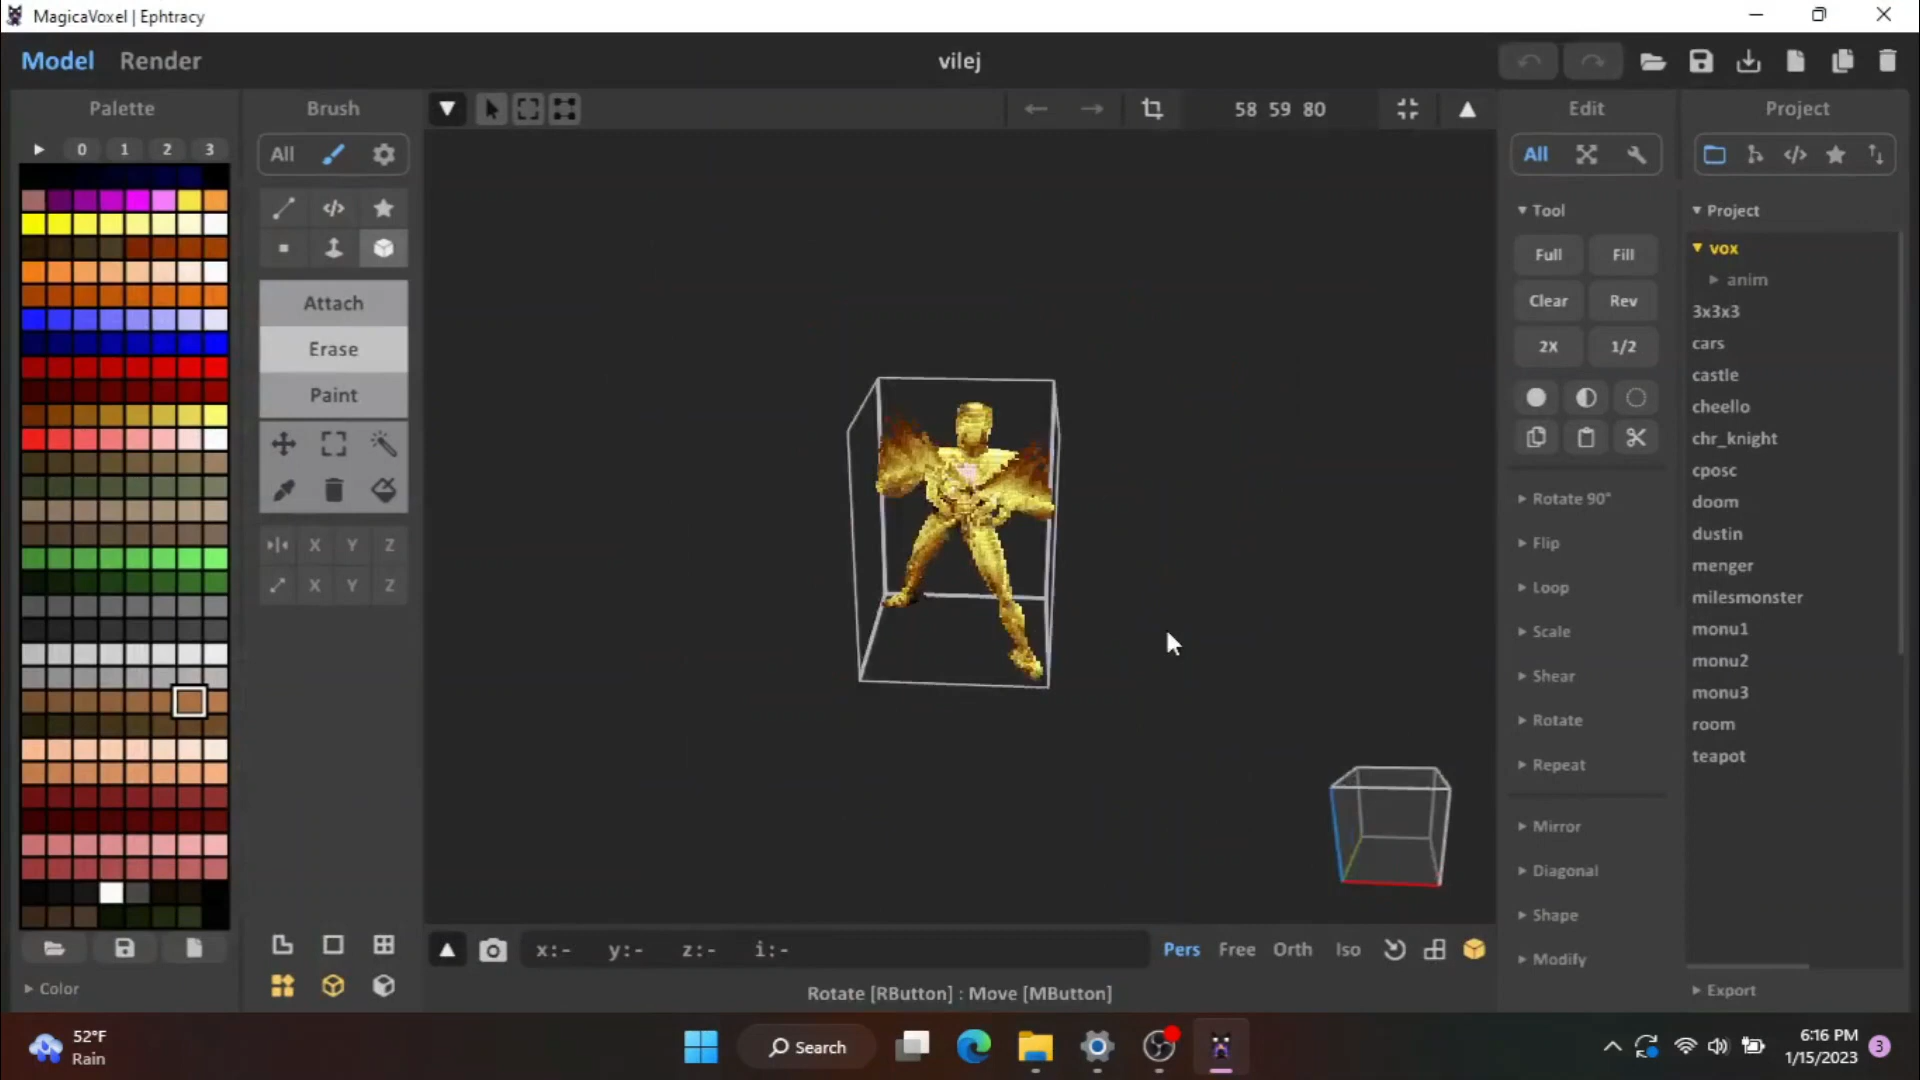 MagicaVoxel | Ephtracy
Model Render
vilej
Palette
0 1 2 3
Color
Brush
All
Attach
Erase
Paint
X Y Z
X Y Z
58 59 80
x:- y:- z:- i:-
Pers Free Orth Iso
Rotate [RButton] : Move [MButton]
Edit
All
Tool
Full Fill
Clear Rev
2X 1/2
Rotate 90°
Flip
Loop
Scale
Shear
Rotate
Repeat
Mirror
Diagonal
Shape
Modify
Project
Project
vox
anim
3x3x3
cars
castle
cheello
chr_knight
cposc
doom
dustin
menger
milesmonster
monu1
monu2
monu3
room
teapot
Export
52°F
Rain
Search
6:16 PM
1/15/2023
3